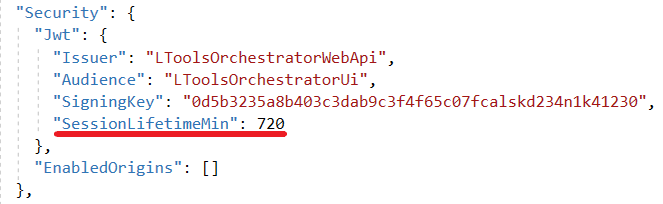 "Security": {
"Jwt": {
"Issuer": "LToolsOrchestratorWebApi",
"Audience": "LToolsOrchestratorUi",
"SigningKey": "0d5b3235a8b403c3dab9c3f4f65c07fcalskd234n1k41230",
"SessionLifetimeMin": 720
},
"EnabledOrigins": []
},